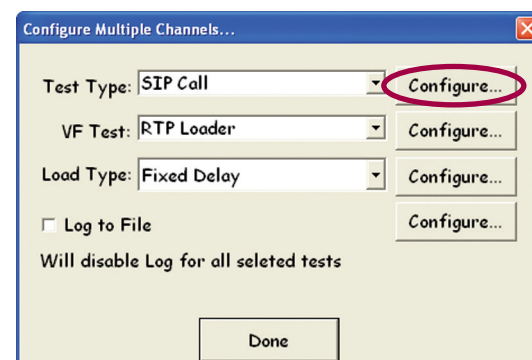 Configure Multiple Channels...
Test Type: SIP Call Configure...
VF Test: RTP Loader Configure...
Load Type: Fixed Delay Configure...
Log to File Configure...
Will disable Log for all seleted tests
Done